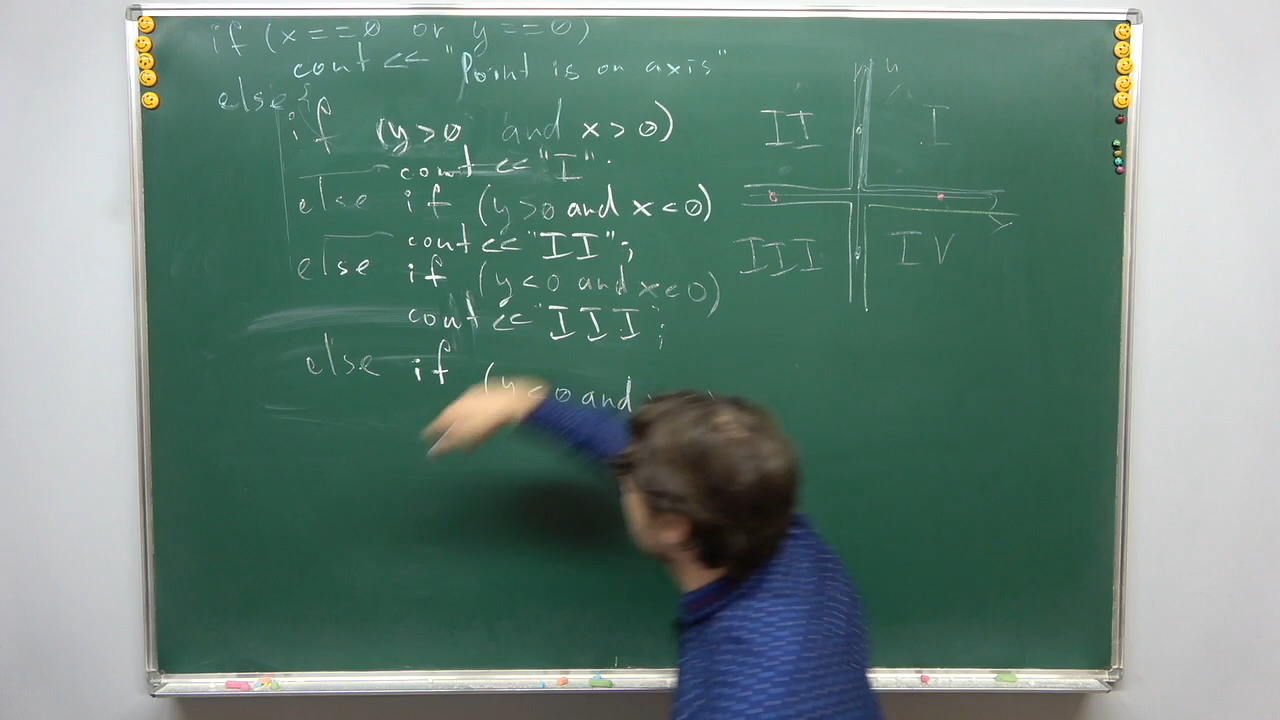 if (x==0 or y==0)
cout << "Point is on axis"
else {
if (y>0 and x>0)
cout << "I".
else if (y>0 and x<0)
cout << "II";
else if (y<0 and x<0)
cout << "III";
else if (y<0 and
II I
III IV